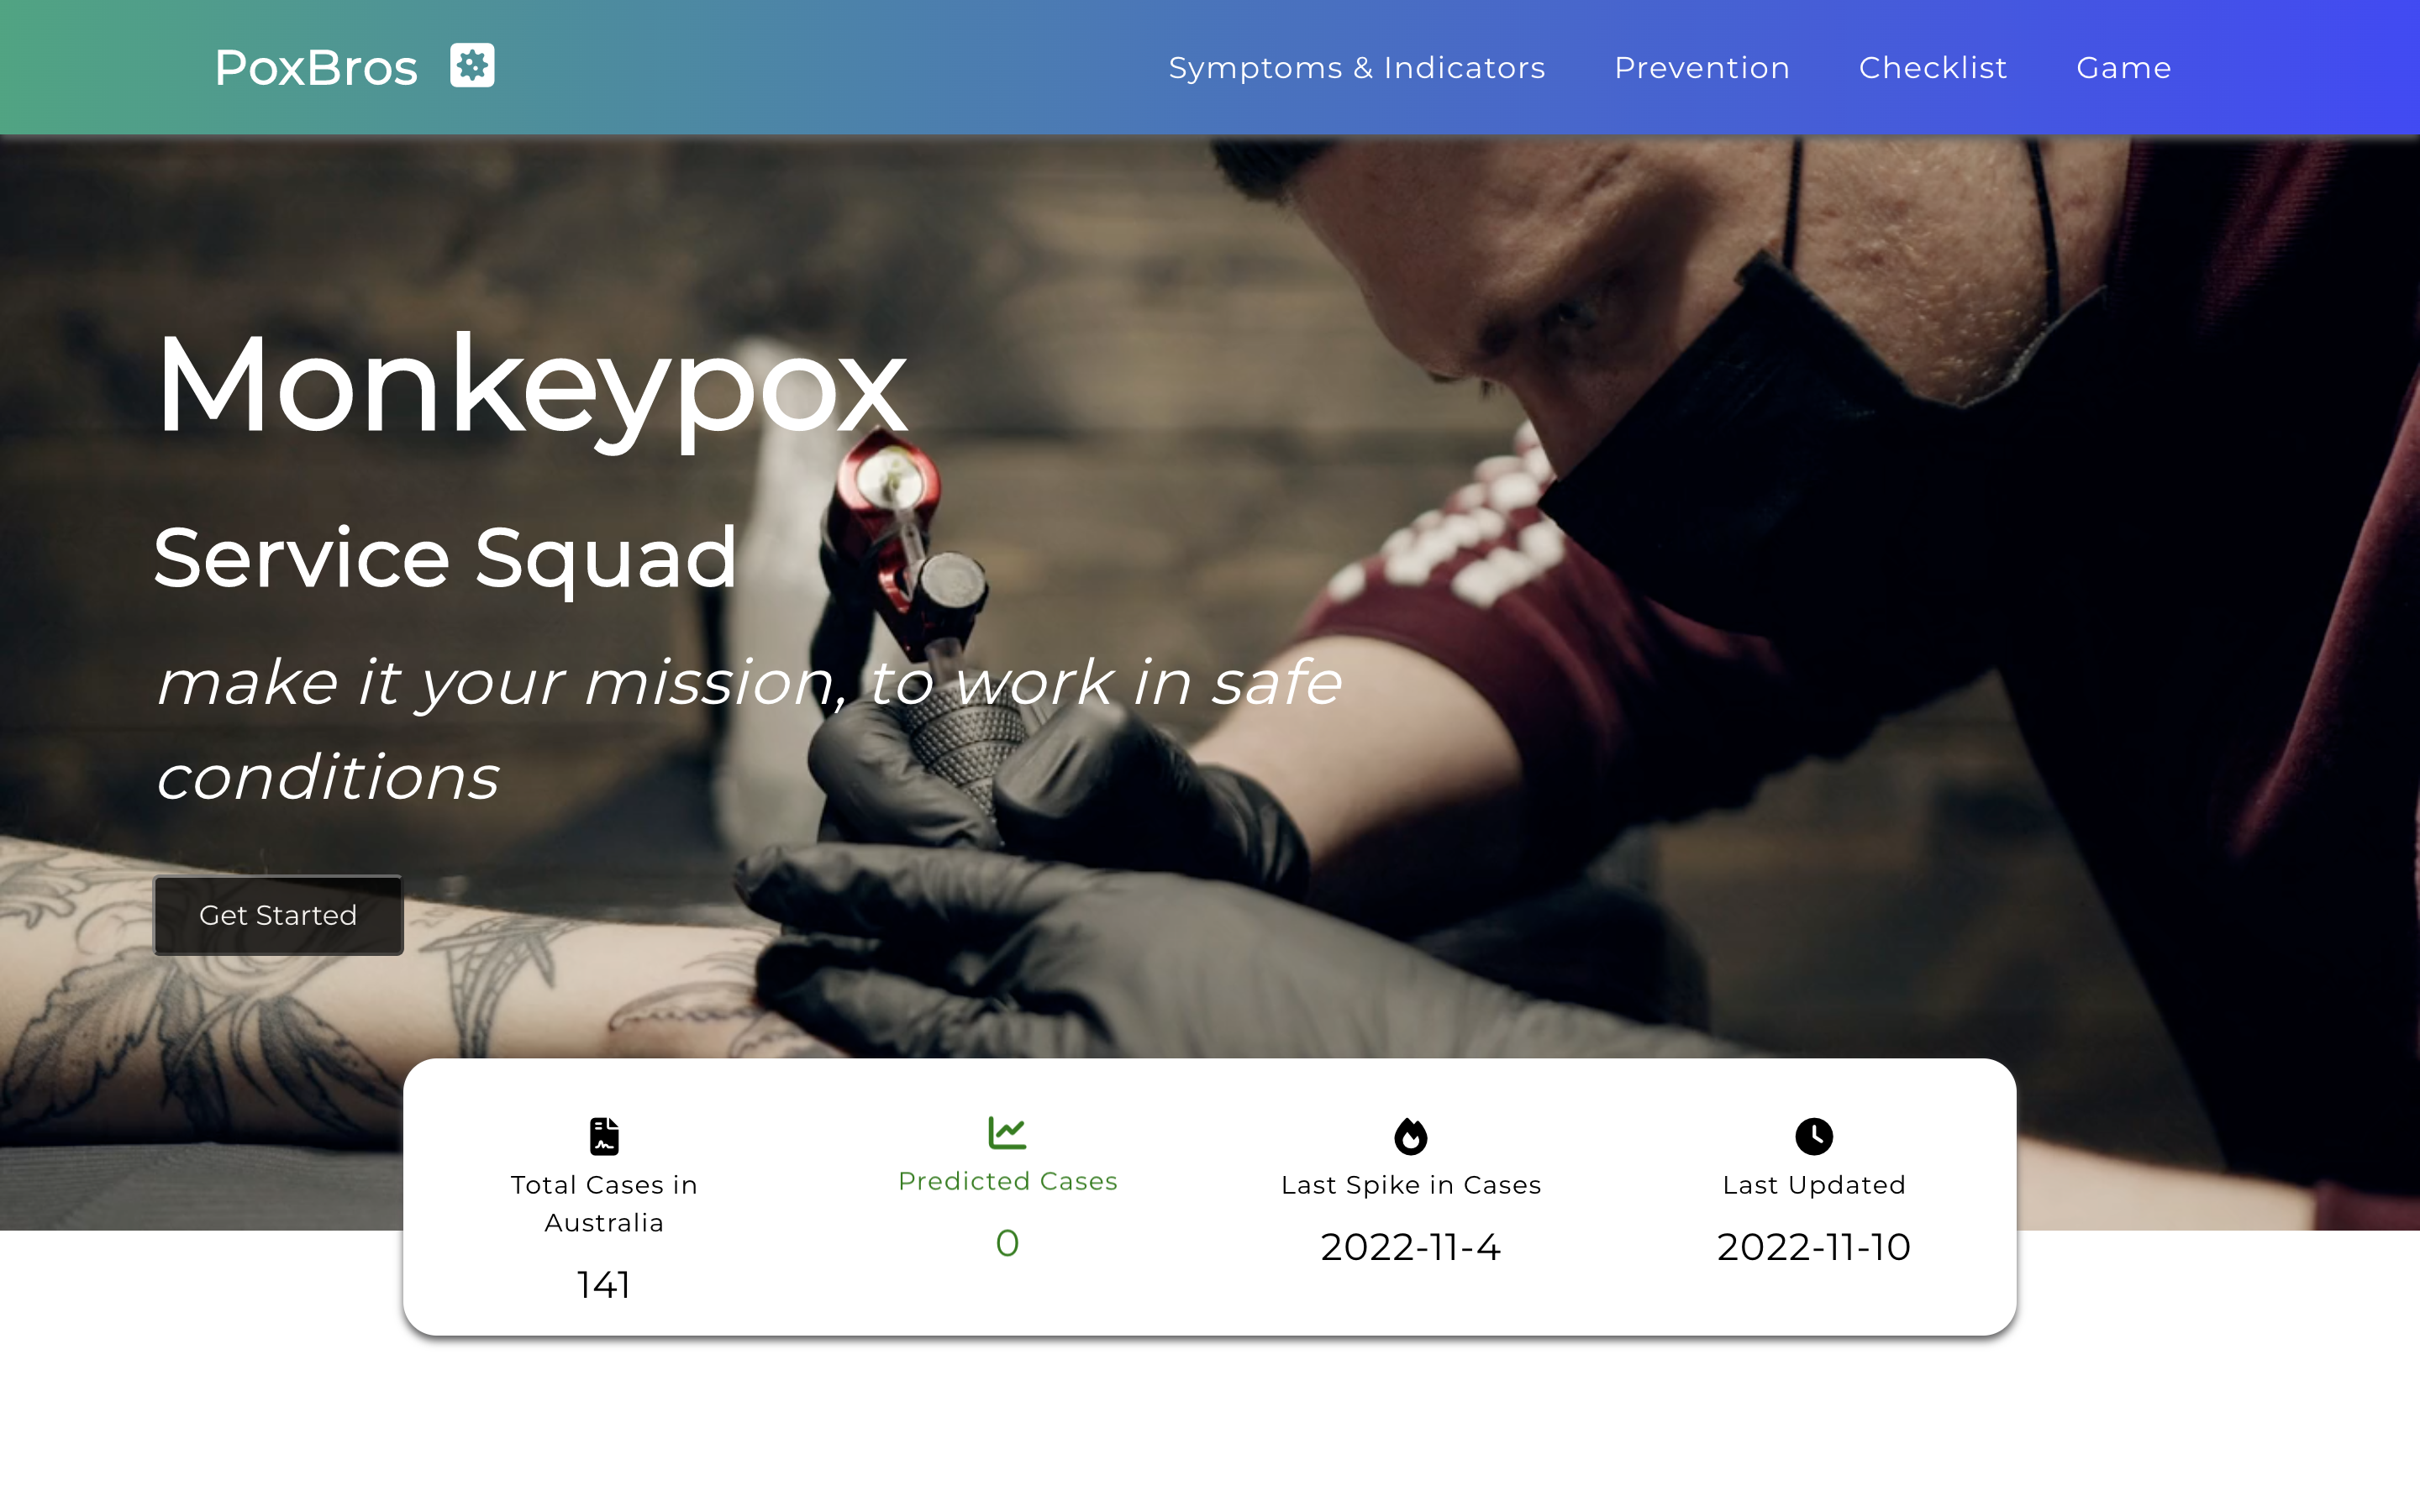 PoxBros
Symptoms & Indicators
Prevention
Checklist
Game
Monkeypox
Service Squad
make it your mission, to work in safe
conditions
Get Started
Total Cases in
Australia
141
Predicted Cases
0
Last Spike in Cases
2022-11-4
Last Updated
2022-11-10